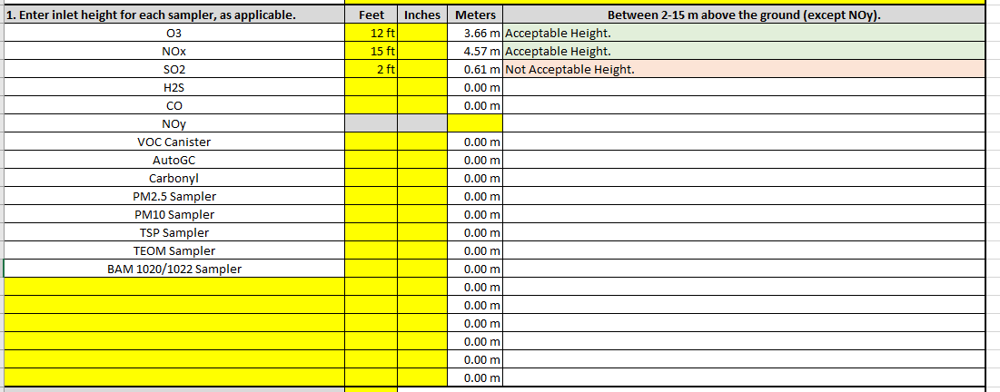 1. Enter inlet height for each sampler, as applicable. Feet Inches Meters Between 2-15 m above the ground (except NOy).
O3 12 ft 3.66 m Acceptable Height.
NOx 15 ft 4.57 m Acceptable Height.
SO2 2 ft 0.61 m Not Acceptable Height.
H2S 0.00 m
CO 0.00 m
NOy
VOC Canister 0.00 m
AutoGC 0.00 m
Carbonyl 0.00 m
PM2.5 Sampler 0.00 m
PM10 Sampler 0.00 m
TSP Sampler 0.00 m
TEOM Sampler 0.00 m
BAM 1020/1022 Sampler 0.00 m
0.00 m
0.00 m
0.00 m
0.00 m
0.00 m
0.00 m